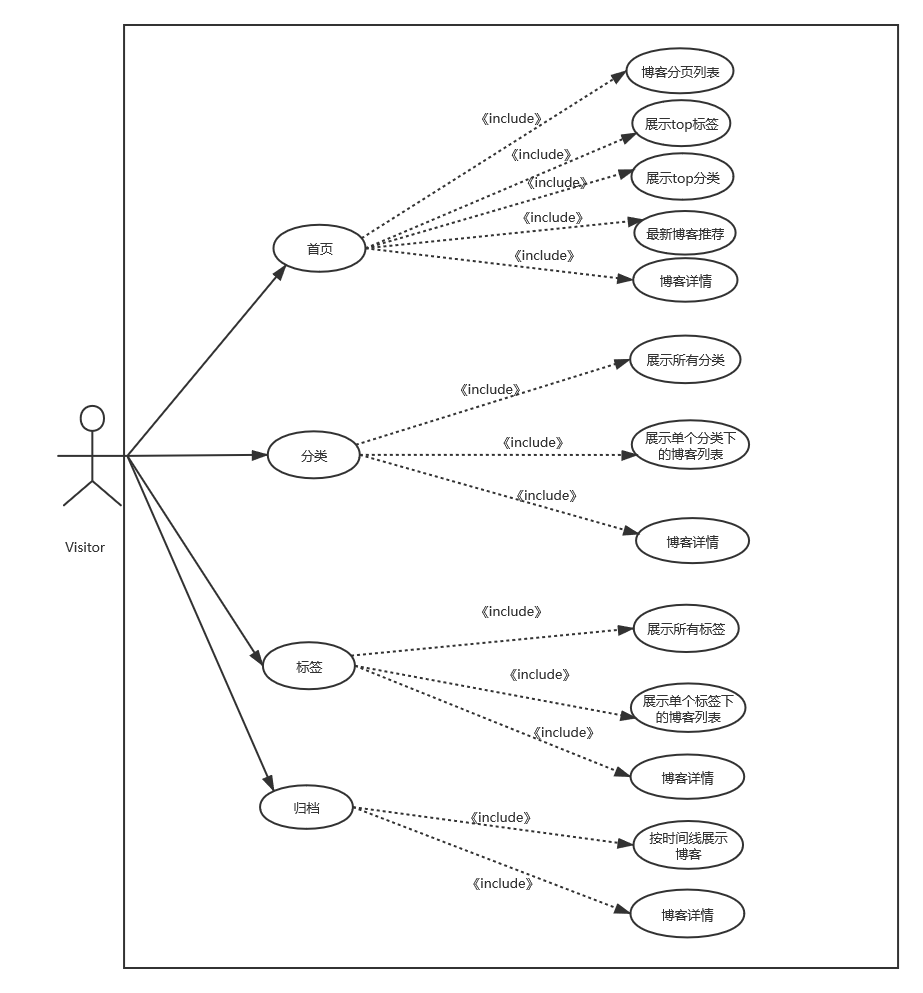 博客分页列表
《include》
展示top标签
《include》
展示top分类
《include》
《include》
最新博客推荐
首页
《include》
博客详情
展示所有分类
《include》
展示单个分类下
的博客列表
《include》
分类
《include》
博客详情
Visitor
《include》
展示所有标签
标签
《include》
展示单个标签下
的博客列表
《include》
博客详情
归档
《include》
按时间线展示
博客
《include》
博客详情